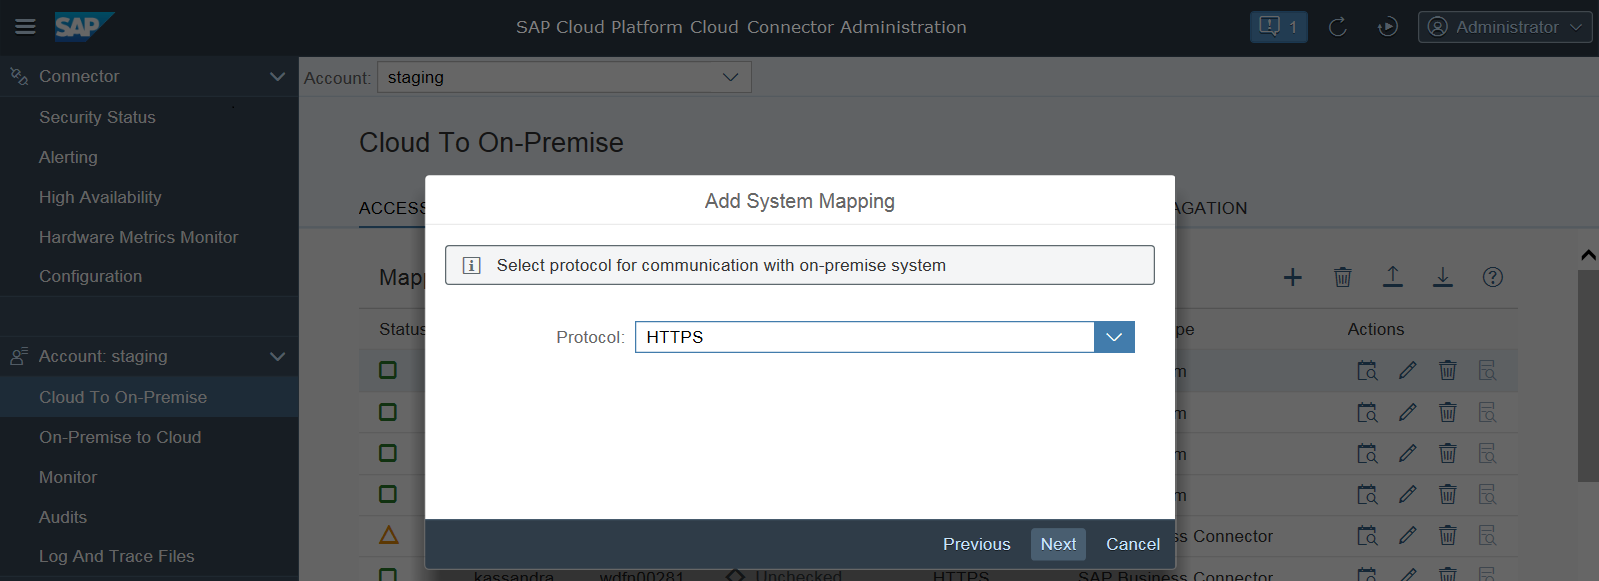 SAP
SAP Cloud Platform Cloud Connector Administration
1
Administrator
Connector
Security Status
Alerting
High Availability
Hardware Metrics Monitor
Configuration
Account: staging
Cloud To On-Premise
On-Premise to Cloud
Monitor
Audits
Log And Trace Files
Account: staging
Cloud To On-Premise
ACCESS
AGATION
Mapp
Status
pe
Actions
m
m
m
m
ss Connector
kassandra wdfn00281 Unchecked HTTPS SAP Business Connector
Add System Mapping
Select protocol for communication with on-premise system
Protocol: HTTPS
Previous Next Cancel